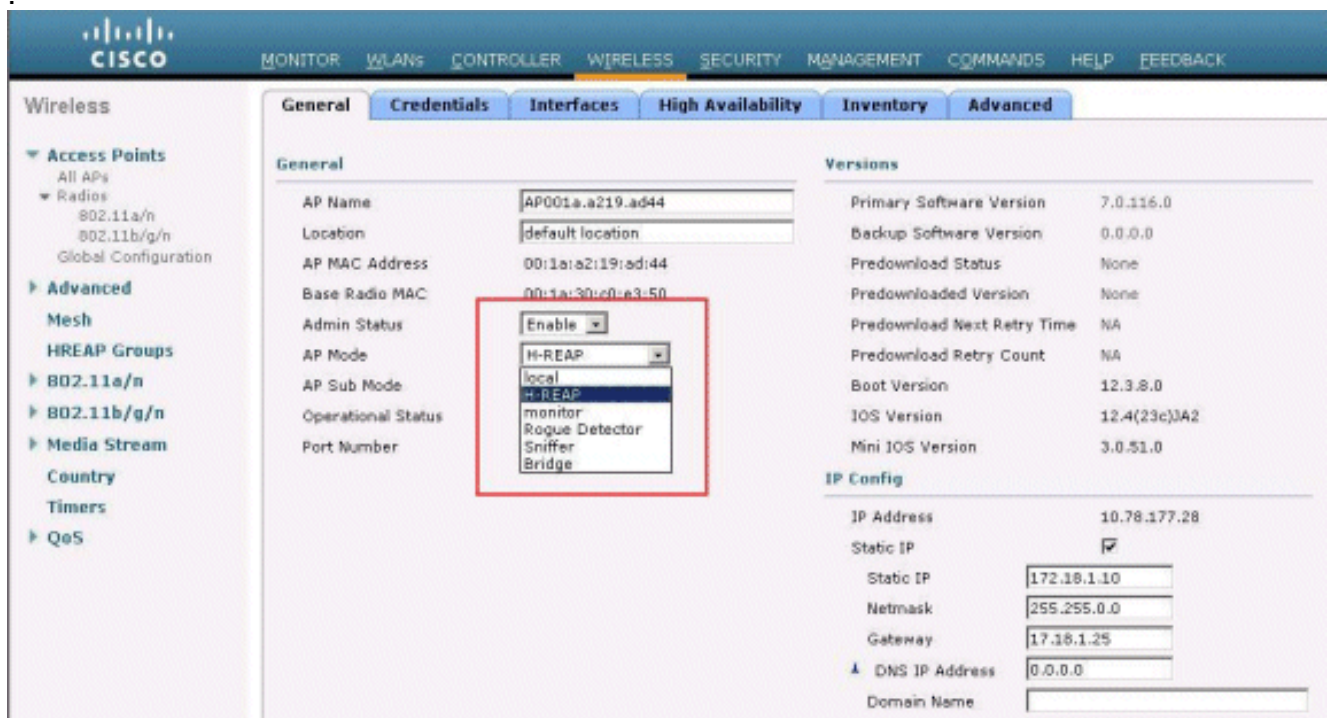 CISCO
MONITOR WLANs CONTROLLER WIRELESS SECURITY MANAGEMENT COMMANDS HELP FEEDBACK
Wireless
Access Points
All APs
Radios
802.11a/n
802.11b/g/n
Global Configuration
Advanced
Mesh
HREAP Groups
802.11a/n
802.11b/g/n
Media Stream
Country
Timers
QoS
General Credentials Interfaces High Availability Inventory Advanced
General
AP Name AP001a.a219.ad44
Location default location
AP MAC Address 00:1a:a2:19:ad:44
Base Radio MAC 00:1a:30:c0:e3:50
Admin Status Enable
AP Mode H-REAP
local
H-REAP
monitor
Rogue Detector
Sniffer
Bridge
AP Sub Mode
Operational Status
Port Number
Versions
Primary Software Version 7.0.116.0
Backup Software Version 0.0.0.0
Predownload Status None
Predownloaded Version None
Predownload Next Retry Time NA
Predownload Retry Count NA
Boot Version 12.3.8.0
IOS Version 12.4(23c)JA2
Mini IOS Version 3.0.51.0
IP Config
IP Address 10.78.177.28
Static IP
Static IP 172.18.1.10
Netmask 255.255.0.0
Gateway 17.18.1.25
DNS IP Address 0.0.0.0
Domain Name